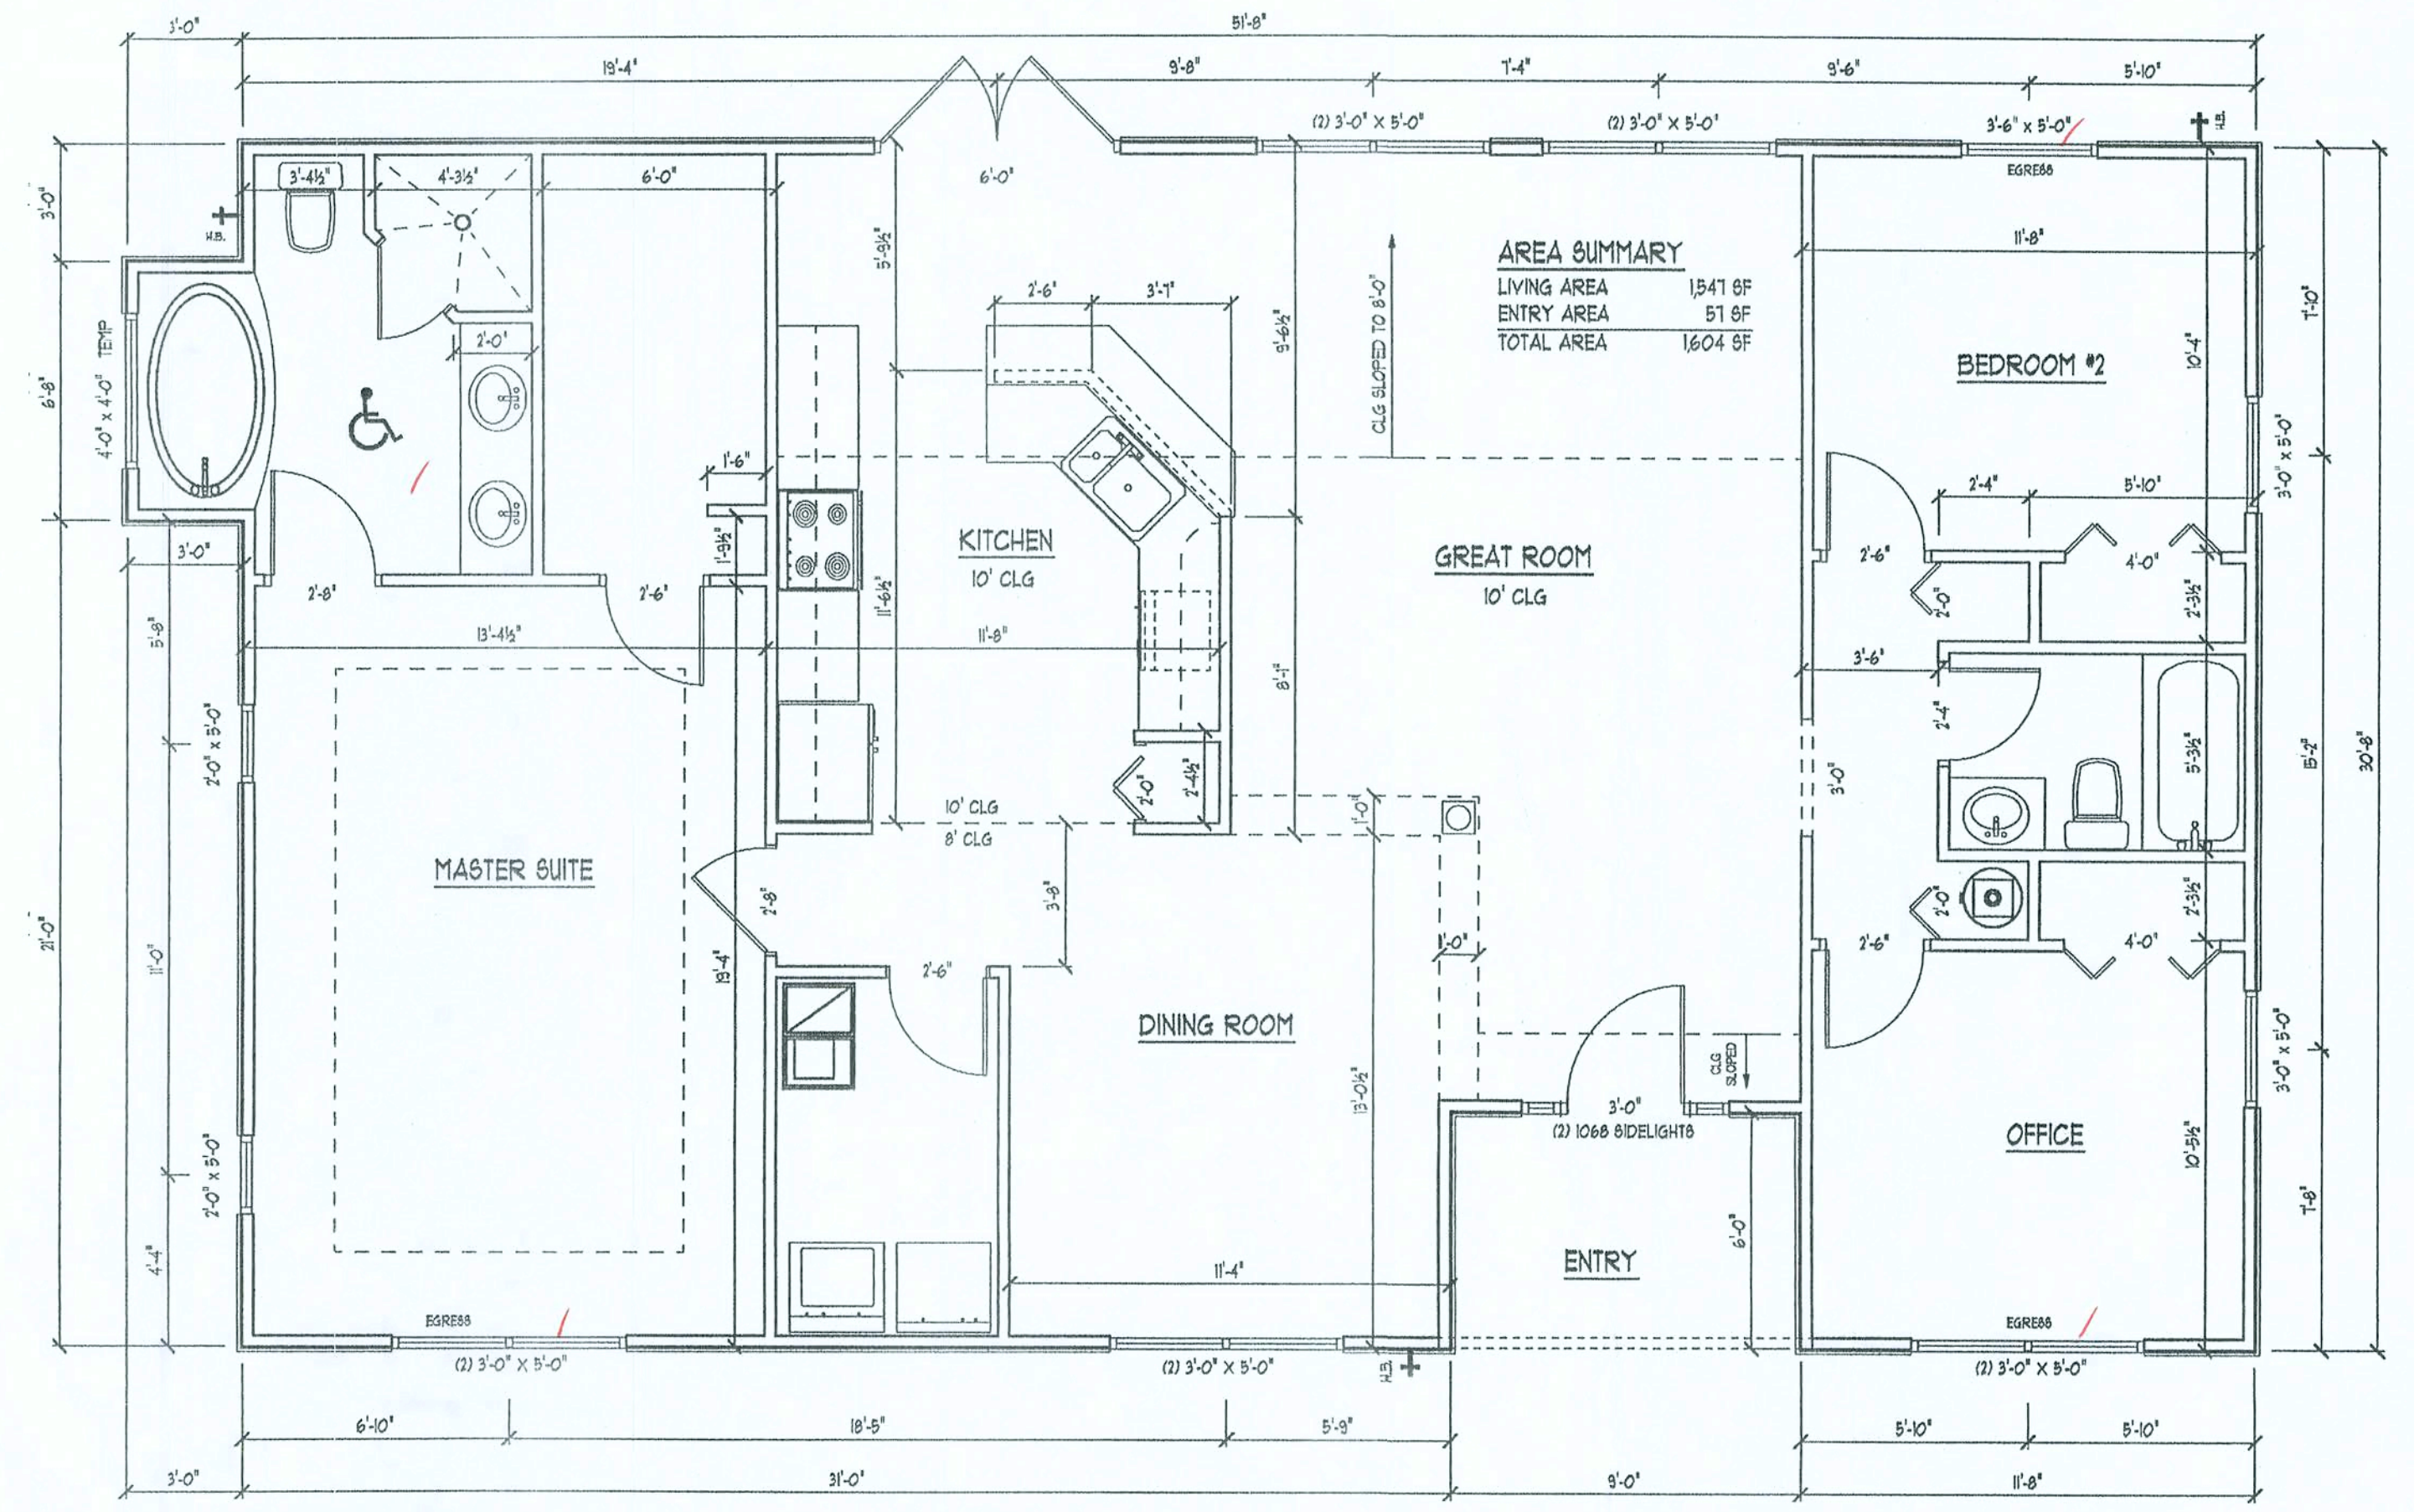 3'-0"
51'-8"
19'-4"
9'-8"
7'-4"
9'-6"
5'-10"
(2) 3'-0" X 5'-0"
(2) 3'-0" X 5'-0"
3'-6" x 5'-0"
H.B.
EGRESS
3'-4½"
4'-3½"
6'-0"
6'-0"
3'-0"
H.B.
5'-9½"
11'-8"
AREA SUMMARY
LIVING AREA 1,547 SF
ENTRY AREA 57 SF
TOTAL AREA 1,604 SF
CLG SLOPED TO 8'-0"
2'-6"
3'-7"
9'-6½"
7'-10"
2'-0"
6'-8"
4'-0" x 4'-0" TEMP
10'-4"
BEDROOM #2
1'-6"
2'-4"
5'-10"
3'-0" x 5'-0"
KITCHEN
10' CLG
GREAT ROOM
10' CLG
3'-0"
1'-9½"
2'-6"
4'-0"
2'-8"
2'-6"
11'-6½"
2'-0"
2'-3½"
5'-8"
13'-4½"
11'-8"
8'-1"
3'-6"
2'-0" x 5'-0"
2'-4"
5'-3½"
15'-2"
30'-8"
2'-0"
2'-4½"
3'-0"
10' CLG
8' CLG
1'-0"
MASTER SUITE
2'-8"
3'-8"
2'-0"
2'-3½"
21'-0"
11'-0"
19'-4"
2'-6"
1'-0"
2'-6"
4'-0"
DINING ROOM
CLG
SLOPED
3'-0" x 5'-0"
13'-0½"
3'-0"
(2) 1068 SIDELIGHTS
OFFICE
10'-5½"
2'-0" x 5'-0"
7'-8"
4'-4"
11'-4"
ENTRY
6'-0"
EGRESS
EGRESS
(2) 3'-0" X 5'-0"
(2) 3'-0" X 5'-0"
H.B.
(2) 3'-0" X 5'-0"
6'-10"
18'-5"
5'-9"
5'-10"
5'-10"
3'-0"
31'-0"
9'-0"
11'-8"